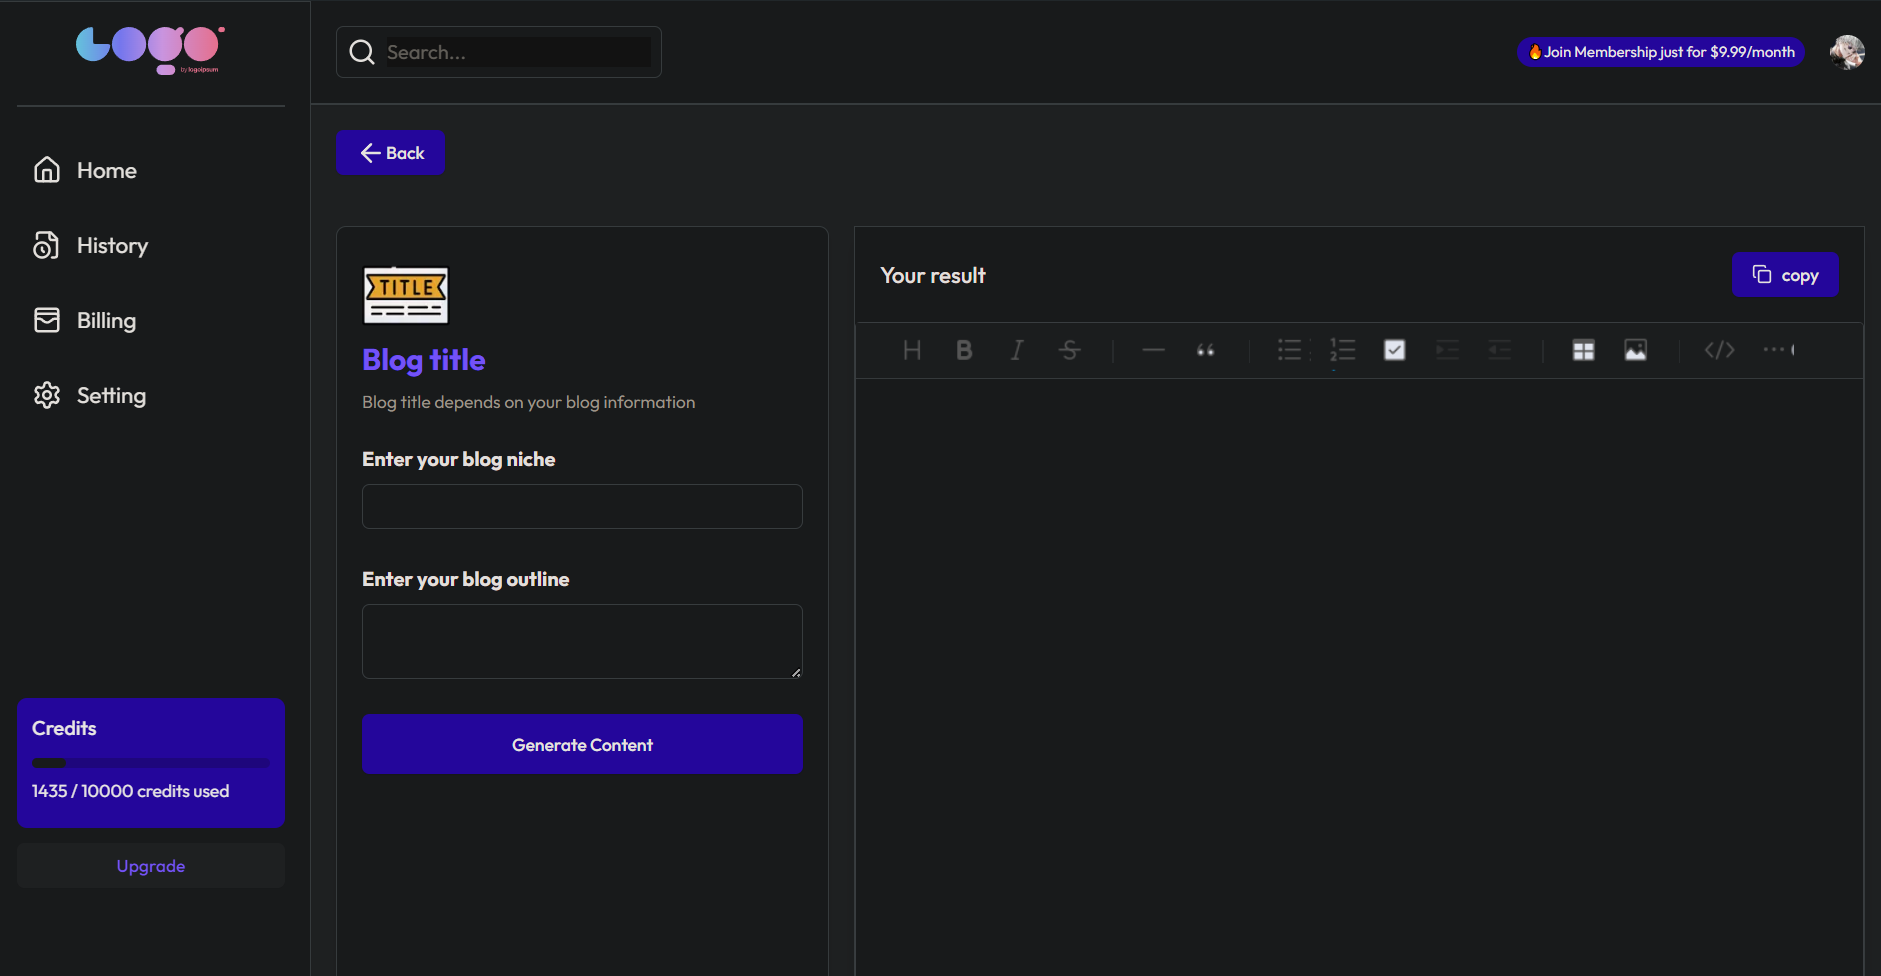 LOGO
by logoipsum
Search...
🔥Join Membership just for $9.99/month
Home
History
Billing
Setting
Credits
1435 / 10000 credits used
Upgrade
Back
TITLE
Blog title
Blog title depends on your blog information
Enter your blog niche
Enter your blog outline
Generate Content
Your result
copy